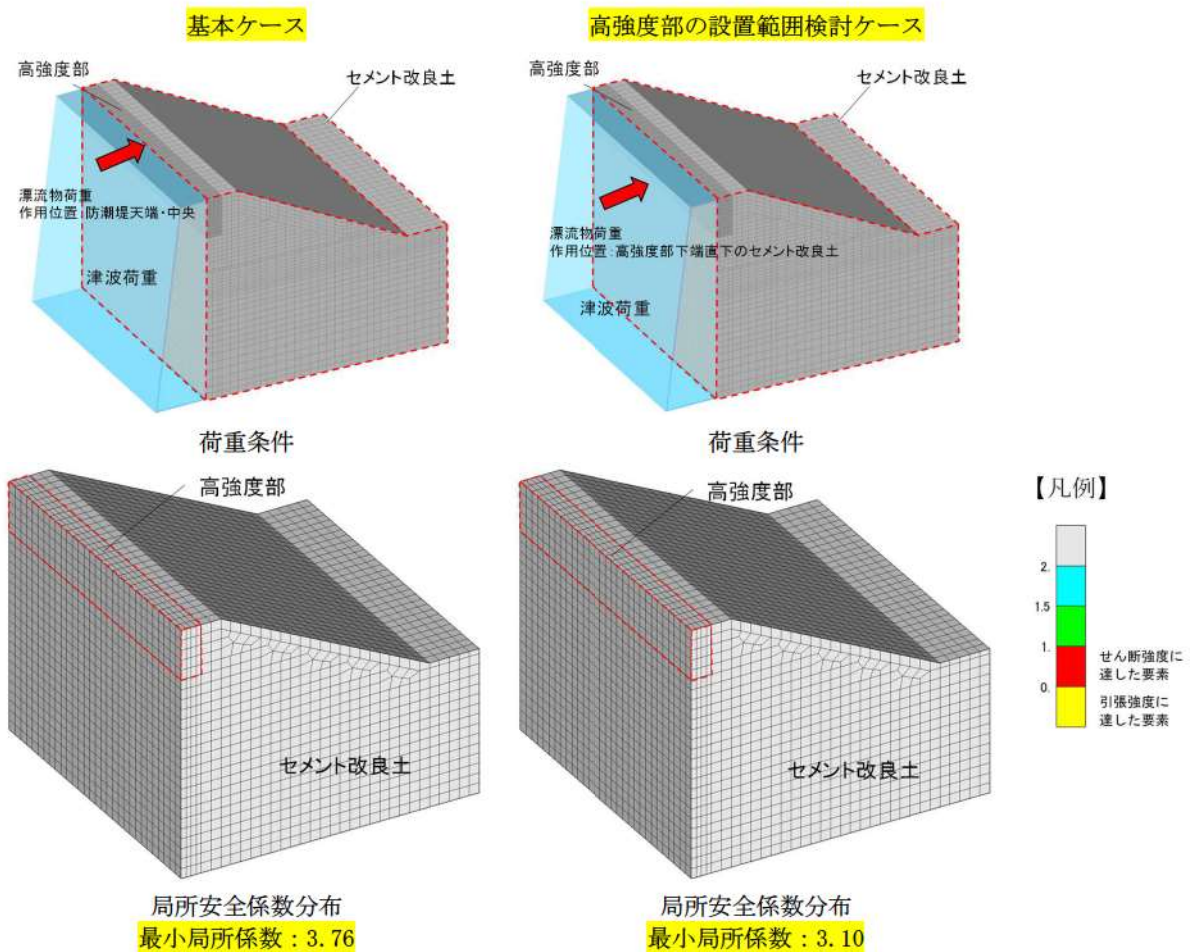 基本ケース
高強度部の設置範囲検討ケース
高強度部
セメント改良土
漂流物荷重
作用位置:防潮堤天端・中央
津波荷重
荷重条件
高強度部
セメント改良土
漂流物荷重
作用位置:高強度部下端直下のセメント改良土
津波荷重
荷重条件
高強度部
セメント改良土
局所安全係数分布
最小局所係数:3.76
高強度部
セメント改良土
局所安全係数分布
最小局所係数:3.10
【凡例】
2.
1.5
1.
0.
せん断強度に
達した要素
引張強度に
達した要素